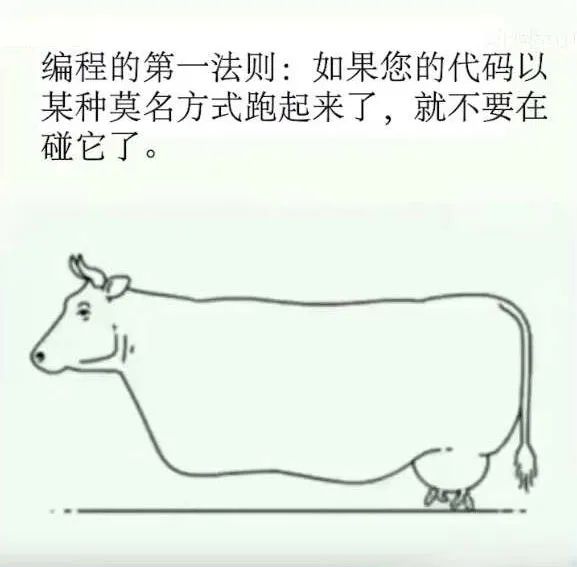 编程的第一法则：如果您的代码以
某种莫名方式跑起来了，就不要在
碰它了。